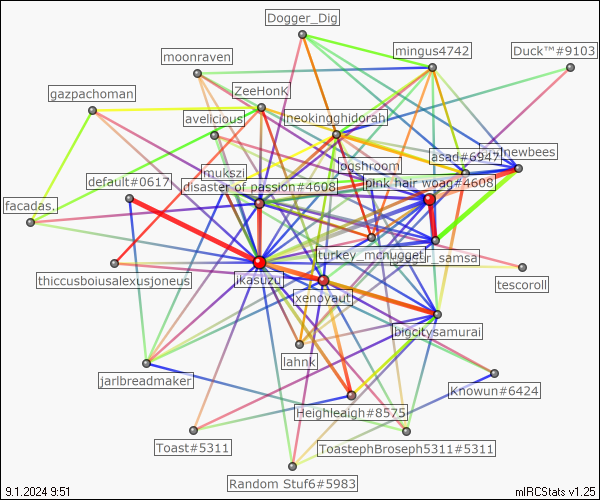 Dogger_Dig
mingus4742
Duck™#9103
moonraven
ZeeHonK
gazpachoman
avelicious
neokingghidorah
newbees
asad#6947
ogshroom
mukszi
pink hair woag#4608
default#0617
disaster of passion#4608
facadas.
turkey_mcnugget
r_samsa
thiccusboiusalexusjoneus
ikasuzu
tescoroll
xenoyaut
bigcitysamurai
lahnk
jarlbreadmaker
Knowun#6424
Heighleaigh#8575
Toast#5311
ToastephBroseph5311#5311
Random Stuf6#5983
9.1.2024 9:51
mIRCStats v1.25